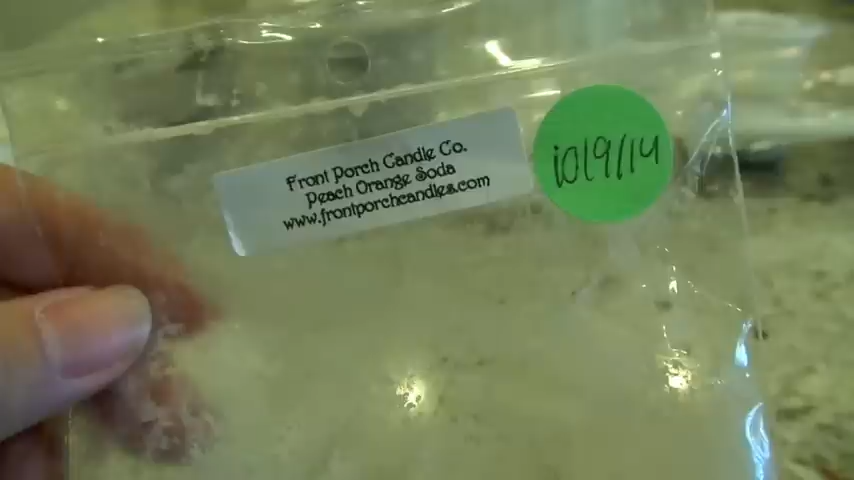 Front Porch Candle Co.
Peach Orange Soda
www.frontporchcandles.com
10/9/14